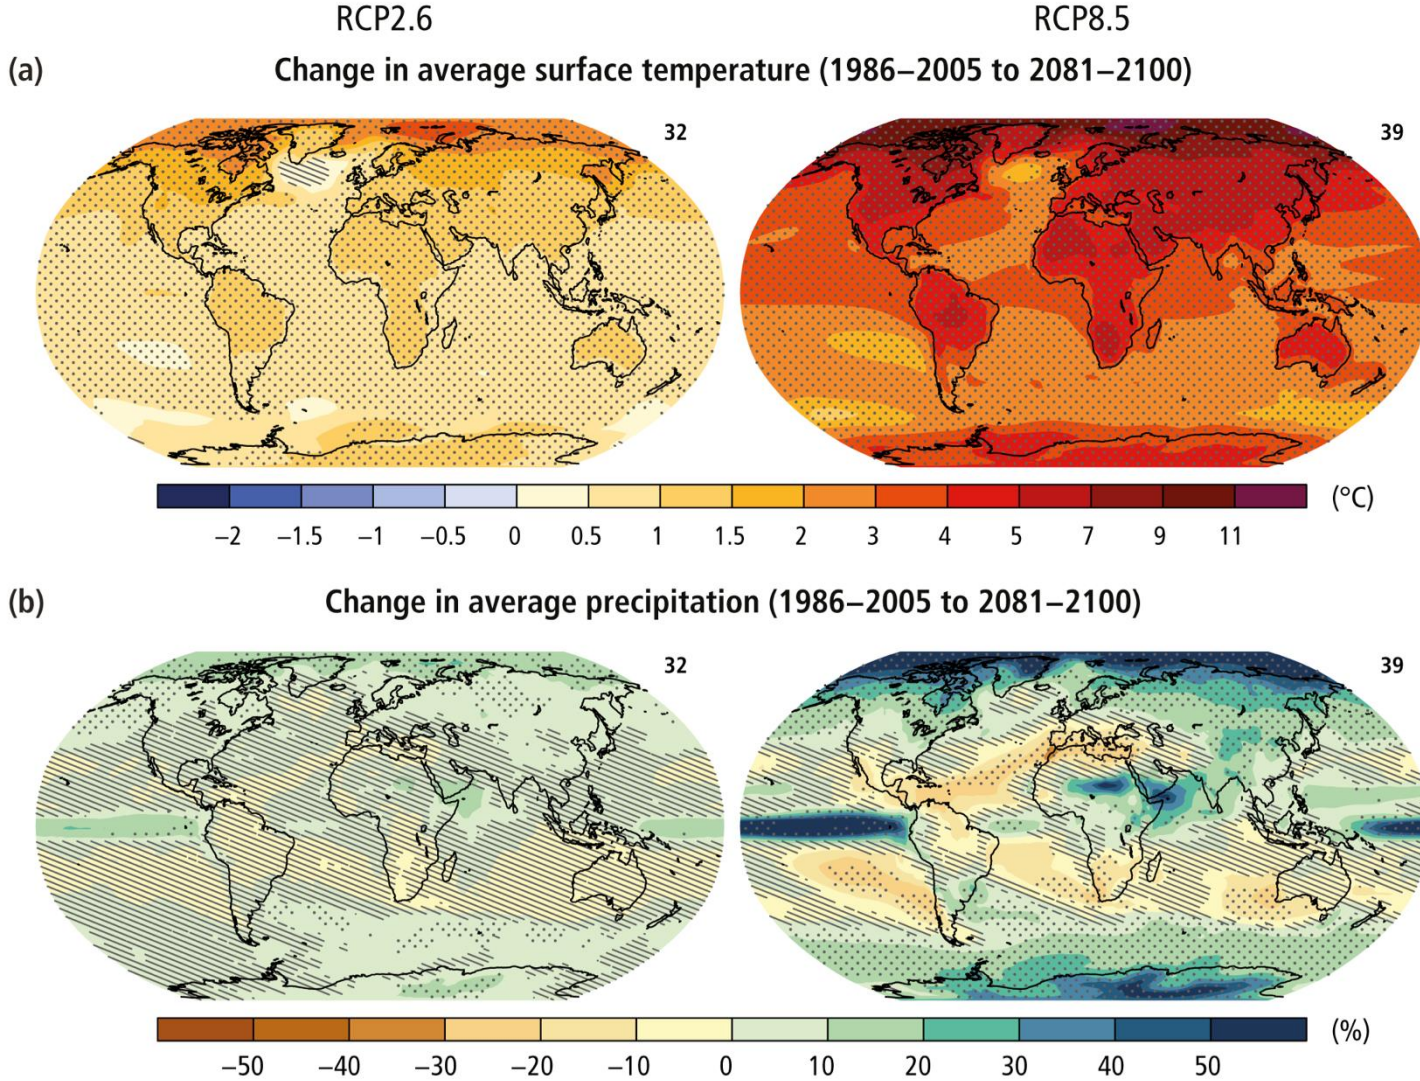 RCP2.6 RCP8.5
(a) Change in average surface temperature (1986–2005 to 2081–2100)
32 39
−2 −1.5 −1 −0.5 0 0.5 1 1.5 2 3 4 5 7 9 11 (°C)
(b) Change in average precipitation (1986–2005 to 2081–2100)
32 39
−50 −40 −30 −20 −10 0 10 20 30 40 50 (%)